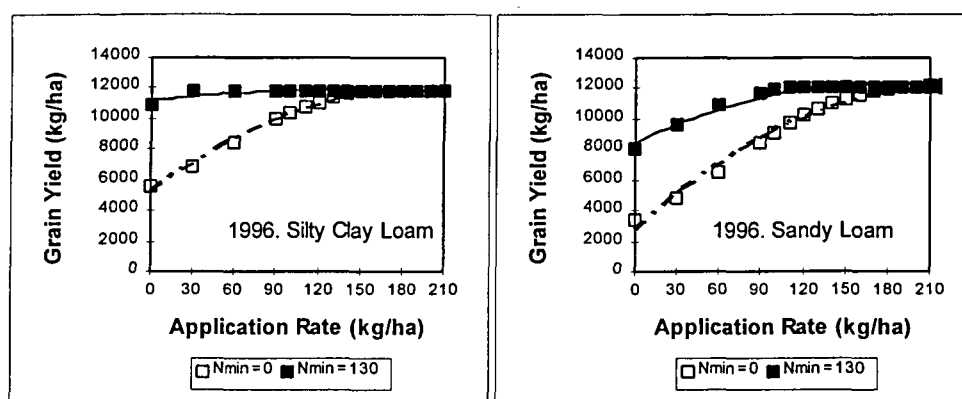 Grain Yield (kg/ha)
14000
12000
10000
8000
6000
4000
2000
0
1996. Silty Clay Loam
0 30 60 90 120 150 180 210
Application Rate (kg/ha)
Nmin = 0 Nmin = 130
Grain Yield (kg/ha)
14000
12000
10000
8000
6000
4000
2000
0
1996. Sandy Loam
0 30 60 90 120 150 180 210
Application Rate (kg/ha)
Nmin = 0 Nmin = 130